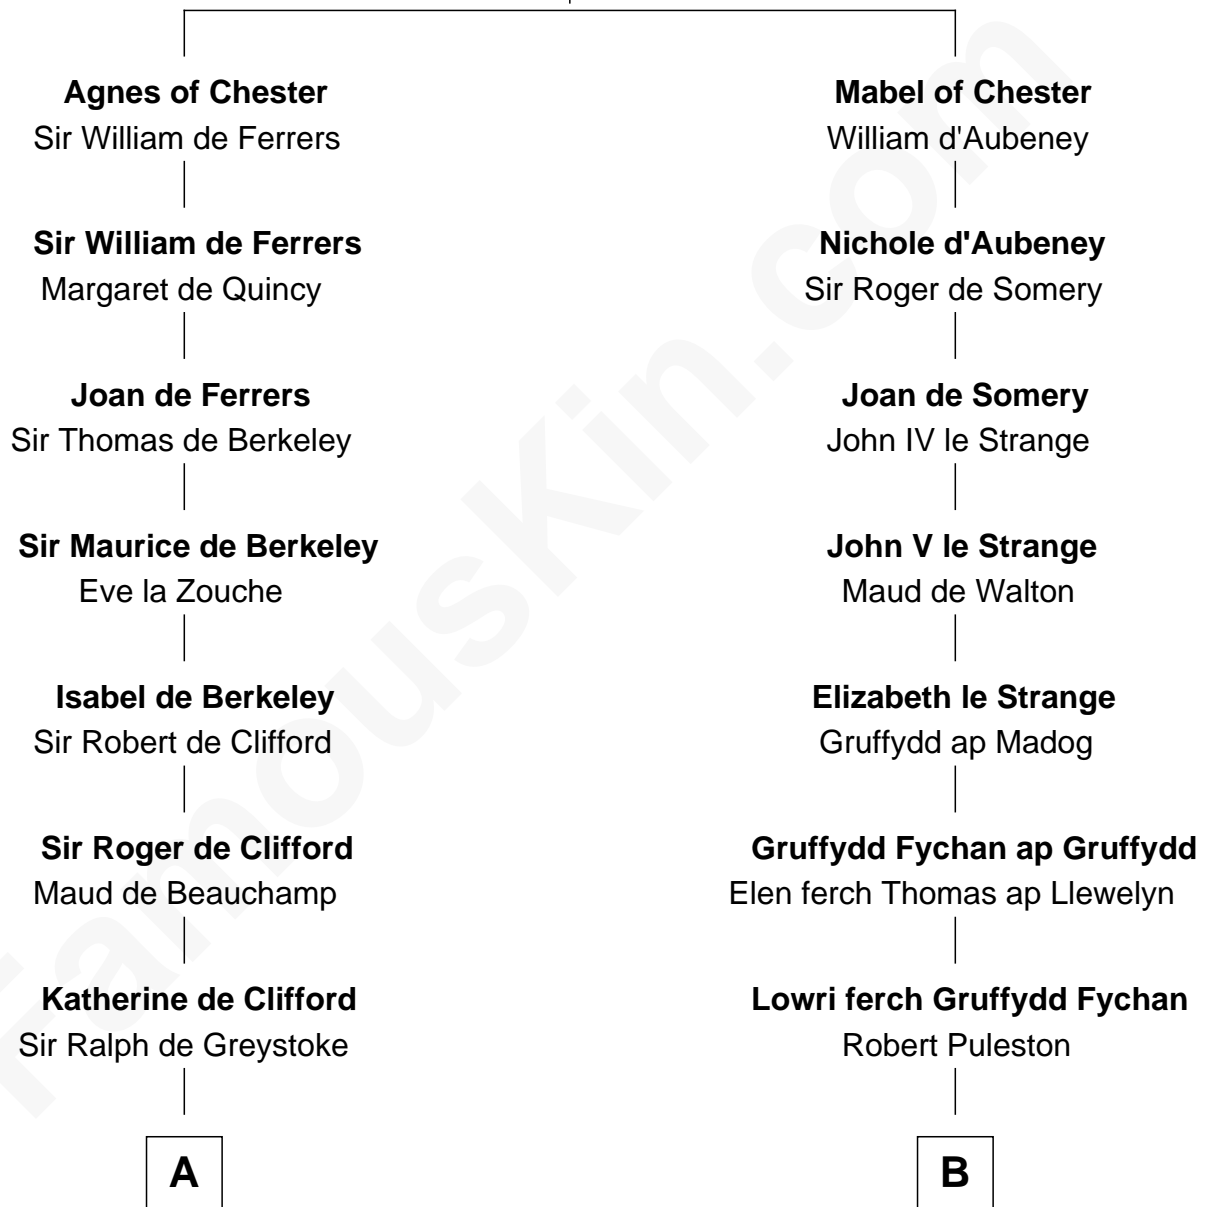 Agnes of Chester
Sir William de Ferrers
Sir William de Ferrers
Margaret de Quincy
Joan de Ferrers
Sir Thomas de Berkeley
Sir Maurice de Berkeley
Eve la Zouche
Isabel de Berkeley
Sir Robert de Clifford
Sir Roger de Clifford
Maud de Beauchamp
Katherine de Clifford
Sir Ralph de Greystoke
A
Mabel of Chester
William d'Aubeney
Nichole d'Aubeney
Sir Roger de Somery
Joan de Somery
John IV le Strange
John V le Strange
Maud de Walton
Elizabeth le Strange
Gruffydd ap Madog
Gruffydd Fychan ap Gruffydd
Elen ferch Thomas ap Llewelyn
Lowri ferch Gruffydd Fychan
Robert Puleston
B
FamousKin.com